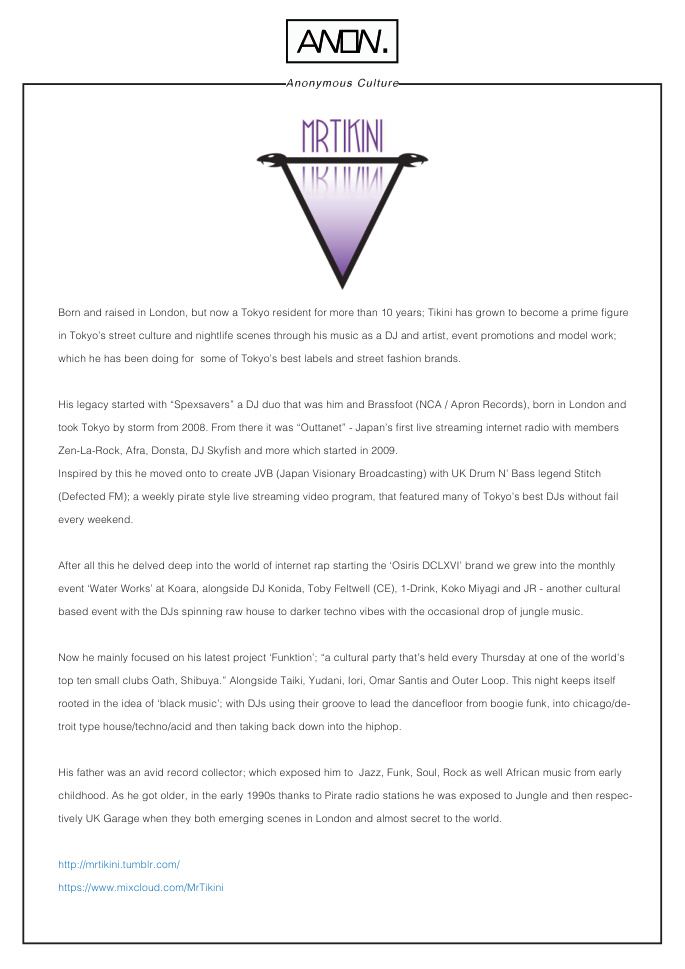 ANON.
Anonymous Culture
MRTIKINI
Born and raised in London, but now a Tokyo resident for more than 10 years; Tikini has grown to become a prime figure
in Tokyo's street culture and nightlife scenes through his music as a DJ and artist, event promotions and model work;
which he has been doing for  some of Tokyo's best labels and street fashion brands.
His legacy started with “Spexsavers” a DJ duo that was him and Brassfoot (NCA / Apron Records), born in London and
took Tokyo by storm from 2008. From there it was “Outtanet” - Japan's first live streaming internet radio with members
Zen-La-Rock, Afra, Donsta, DJ Skyfish and more which started in 2009.
Inspired by this he moved onto to create JVB (Japan Visionary Broadcasting) with UK Drum N' Bass legend Stitch
(Defected FM); a weekly pirate style live streaming video program, that featured many of Tokyo's best DJs without fail
every weekend.
After all this he delved deep into the world of internet rap starting the ‘Osiris DCLXVI’ brand we grew into the monthly
event ‘Water Works’ at Koara, alongside DJ Konida, Toby Feltwell (CE), 1-Drink, Koko Miyagi and JR - another cultural
based event with the DJs spinning raw house to darker techno vibes with the occasional drop of jungle music.
Now he mainly focused on his latest project ‘Funktion’; “a cultural party that's held every Thursday at one of the world's
top ten small clubs Oath, Shibuya.” Alongside Taiki, Yudani, Iori, Omar Santis and Outer Loop. This night keeps itself
rooted in the idea of ‘black music’; with DJs using their groove to lead the dancefloor from boogie funk, into chicago/de-
troit type house/techno/acid and then taking back down into the hiphop.
His father was an avid record collector; which exposed him to  Jazz, Funk, Soul, Rock as well African music from early
childhood. As he got older, in the early 1990s thanks to Pirate radio stations he was exposed to Jungle and then respec-
tively UK Garage when they both emerging scenes in London and almost secret to the world.
http://mrtikini.tumblr.com/
https://www.mixcloud.com/MrTikini